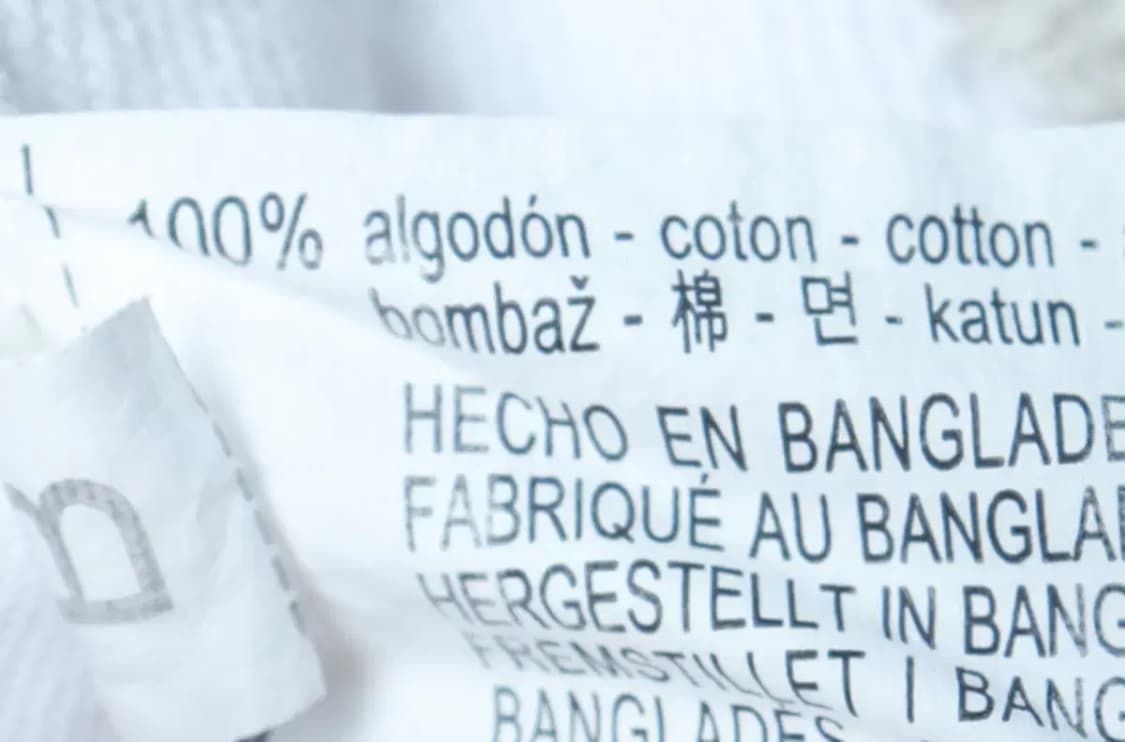 100% algodón - coton - cotton -
bombaž - 棉 - 면 - katun -
HECHO EN BANGLADE
FABRIQUÉ AU BANGLA
HERGESTELLT IN BANG
FREMSTILLET I BANG
BANGLADES